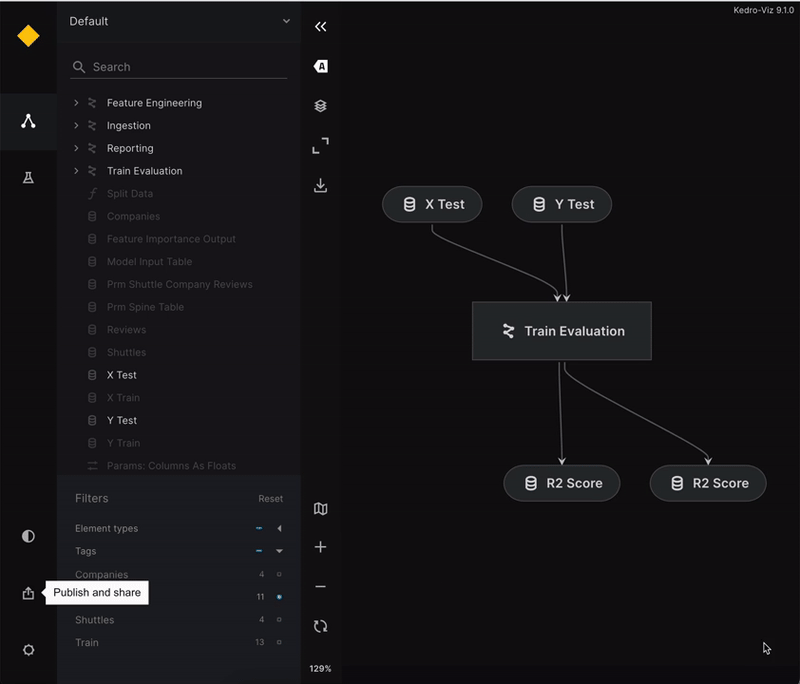 Default
Kedro-Viz 9.1.0
Search
A
Feature Engineering
Ingestion
Reporting
Train Evaluation
Split Data
Companies
Feature Importance Output
Model Input Table
Prm Shuttle Company Reviews
Prm Spine Table
Reviews
Shuttles
X Test
X Train
Y Test
Y Train
Params: Columns As Floats
Filters Reset
Element types
Tags
Companies 4
11
Publish and share
Shuttles 4
Train 13
129%
X Test
Y Test
Train Evaluation
R2 Score
R2 Score